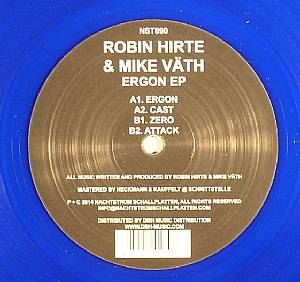 NST090
ROBIN HIRTE
& MIKE VÄTH
ERGON EP
A1. ERGON
A2. CAST
B1. ZERO
B2. ATTACK
ALL MUSIC WRITTEN AND PRODUCED BY ROBIN HIRTE & MIKE VÄTH
MASTERED BY HECKMANN & KAUFFELT @ SCHNITTSTELLE
P + © 2014 NACHTSTROM SCHALLPLATTEN, ALL RIGHTS RESERVED
INFO@NACHTSTROMSCHALLPLATTEN.COM
DISTRIBUTED BY DBH MUSIC DISTRIBUTION
WWW.DBH-MUSIC.COM